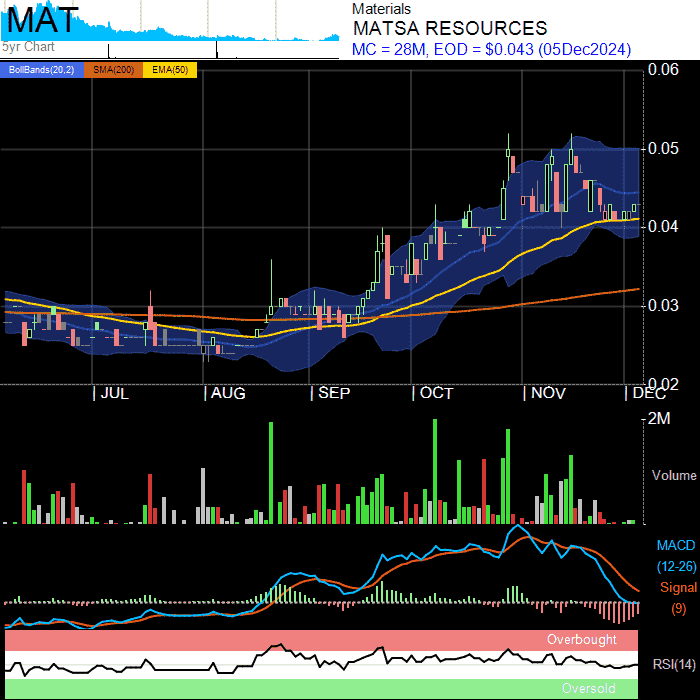 MAT
5yr Chart
Materials
MATSA RESOURCES
MC = 28M, EOD = $0.043 (05Dec2024)
BollBands(20,2) SMA(200) EMA(50)
0.06
0.05
0.04
0.03
0.02
JUL AUG SEP OCT NOV DEC
2M
Volume
MACD
(12-26)
Signal
(9)
Overbought
RSI(14)
Oversold